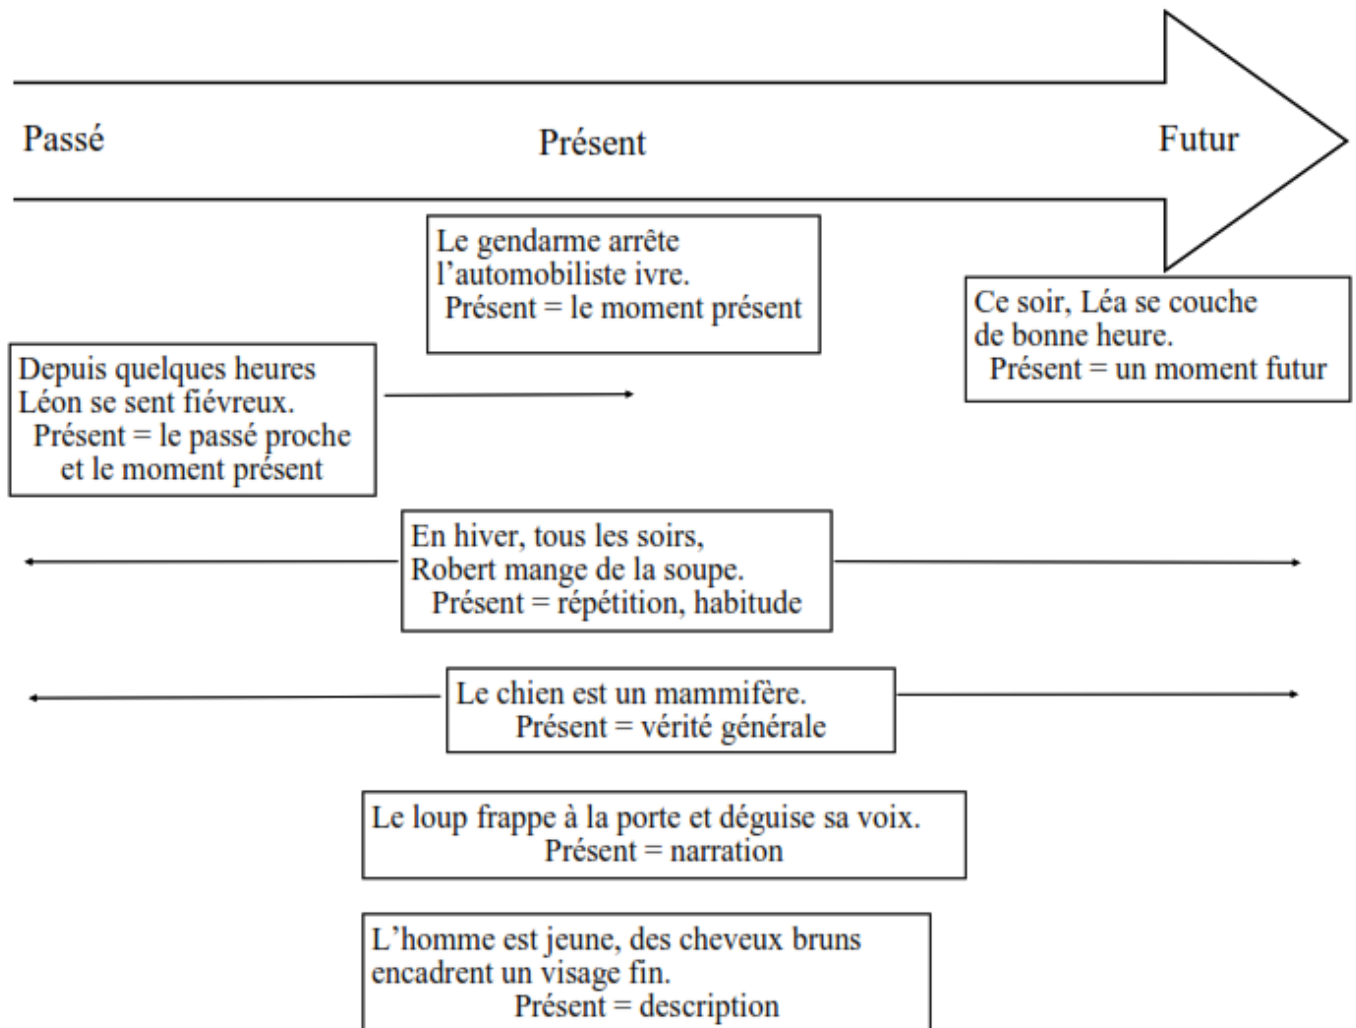 Passé
Présent
Futur
Le gendarme arrête
l’automobiliste ivre.
Présent = le moment présent
Ce soir, Léa se couche
de bonne heure.
Présent = un moment futur
Depuis quelques heures
Léon se sent fiévreux.
Présent = le passé proche
et le moment présent
En hiver, tous les soirs,
Robert mange de la soupe.
Présent = répétition, habitude
Le chien est un mammifère.
Présent = vérité générale
Le loup frappe à la porte et déguise sa voix.
Présent = narration
L’homme est jeune, des cheveux bruns
encadrent un visage fin.
Présent = description